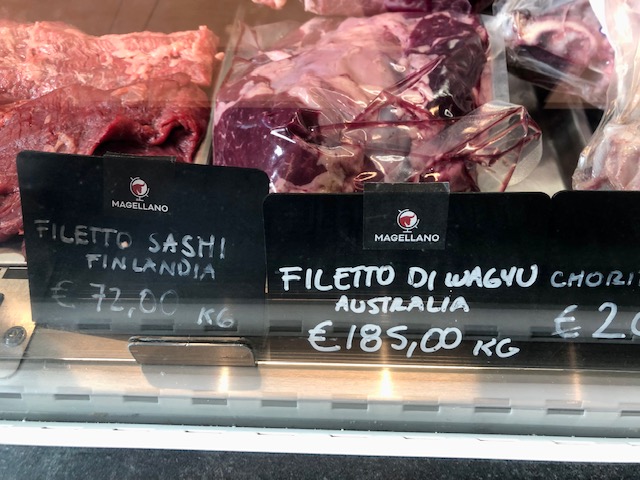 MAGELLANO
FILETTO SASHI
FINLANDIA
€ 72,00 KG
MAGELLANO
FILETTO DI WAGYU
AUSTRALIA
€ 185,00 KG
€